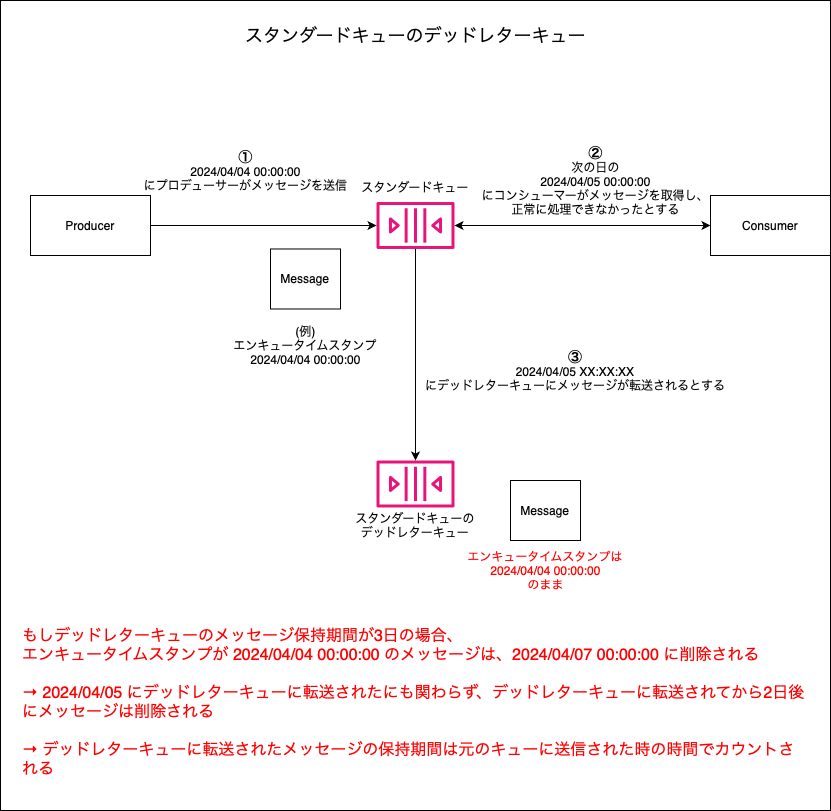 スタンダードキューのデッドレターキュー
①
2024/04/04 00:00:00
にプロデューサーがメッセージを送信
スタンダードキュー
②
次の日の
2024/04/05 00:00:00
にコンシューマーがメッセージを取得し、
正常に処理できなかったとする
Producer
Consumer
Message
(例)
エンキュータイムスタンプ
2024/04/04 00:00:00
③
2024/04/05 XX:XX:XX
にデッドレターキューにメッセージが転送されるとする
スタンダードキューの
デッドレターキュー
Message
エンキュータイムスタンプは
2024/04/04 00:00:00
のまま
もしデッドレターキューのメッセージ保持期間が3日の場合、
エンキュータイムスタンプが 2024/04/04 00:00:00 のメッセージは、2024/04/07 00:00:00 に削除される
→ 2024/04/05 にデッドレターキューに転送されたにも関わらず、デッドレターキューに転送されてから2日後
にメッセージは削除される
→ デッドレターキューに転送されたメッセージの保持期間は元のキューに送信された時の時間でカウントさ
れる